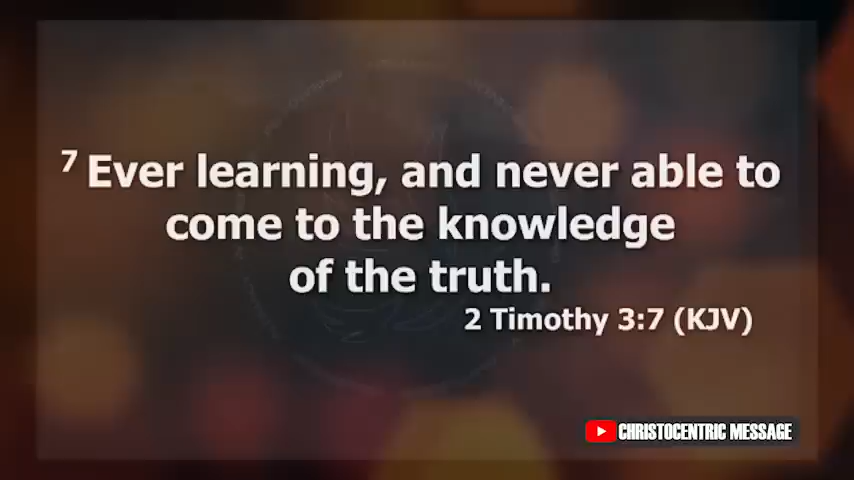 7 Ever learning, and never able to
come to the knowledge
of the truth.
2 Timothy 3:7 (KJV)
CHRISTOCENTRIC MESSAGE